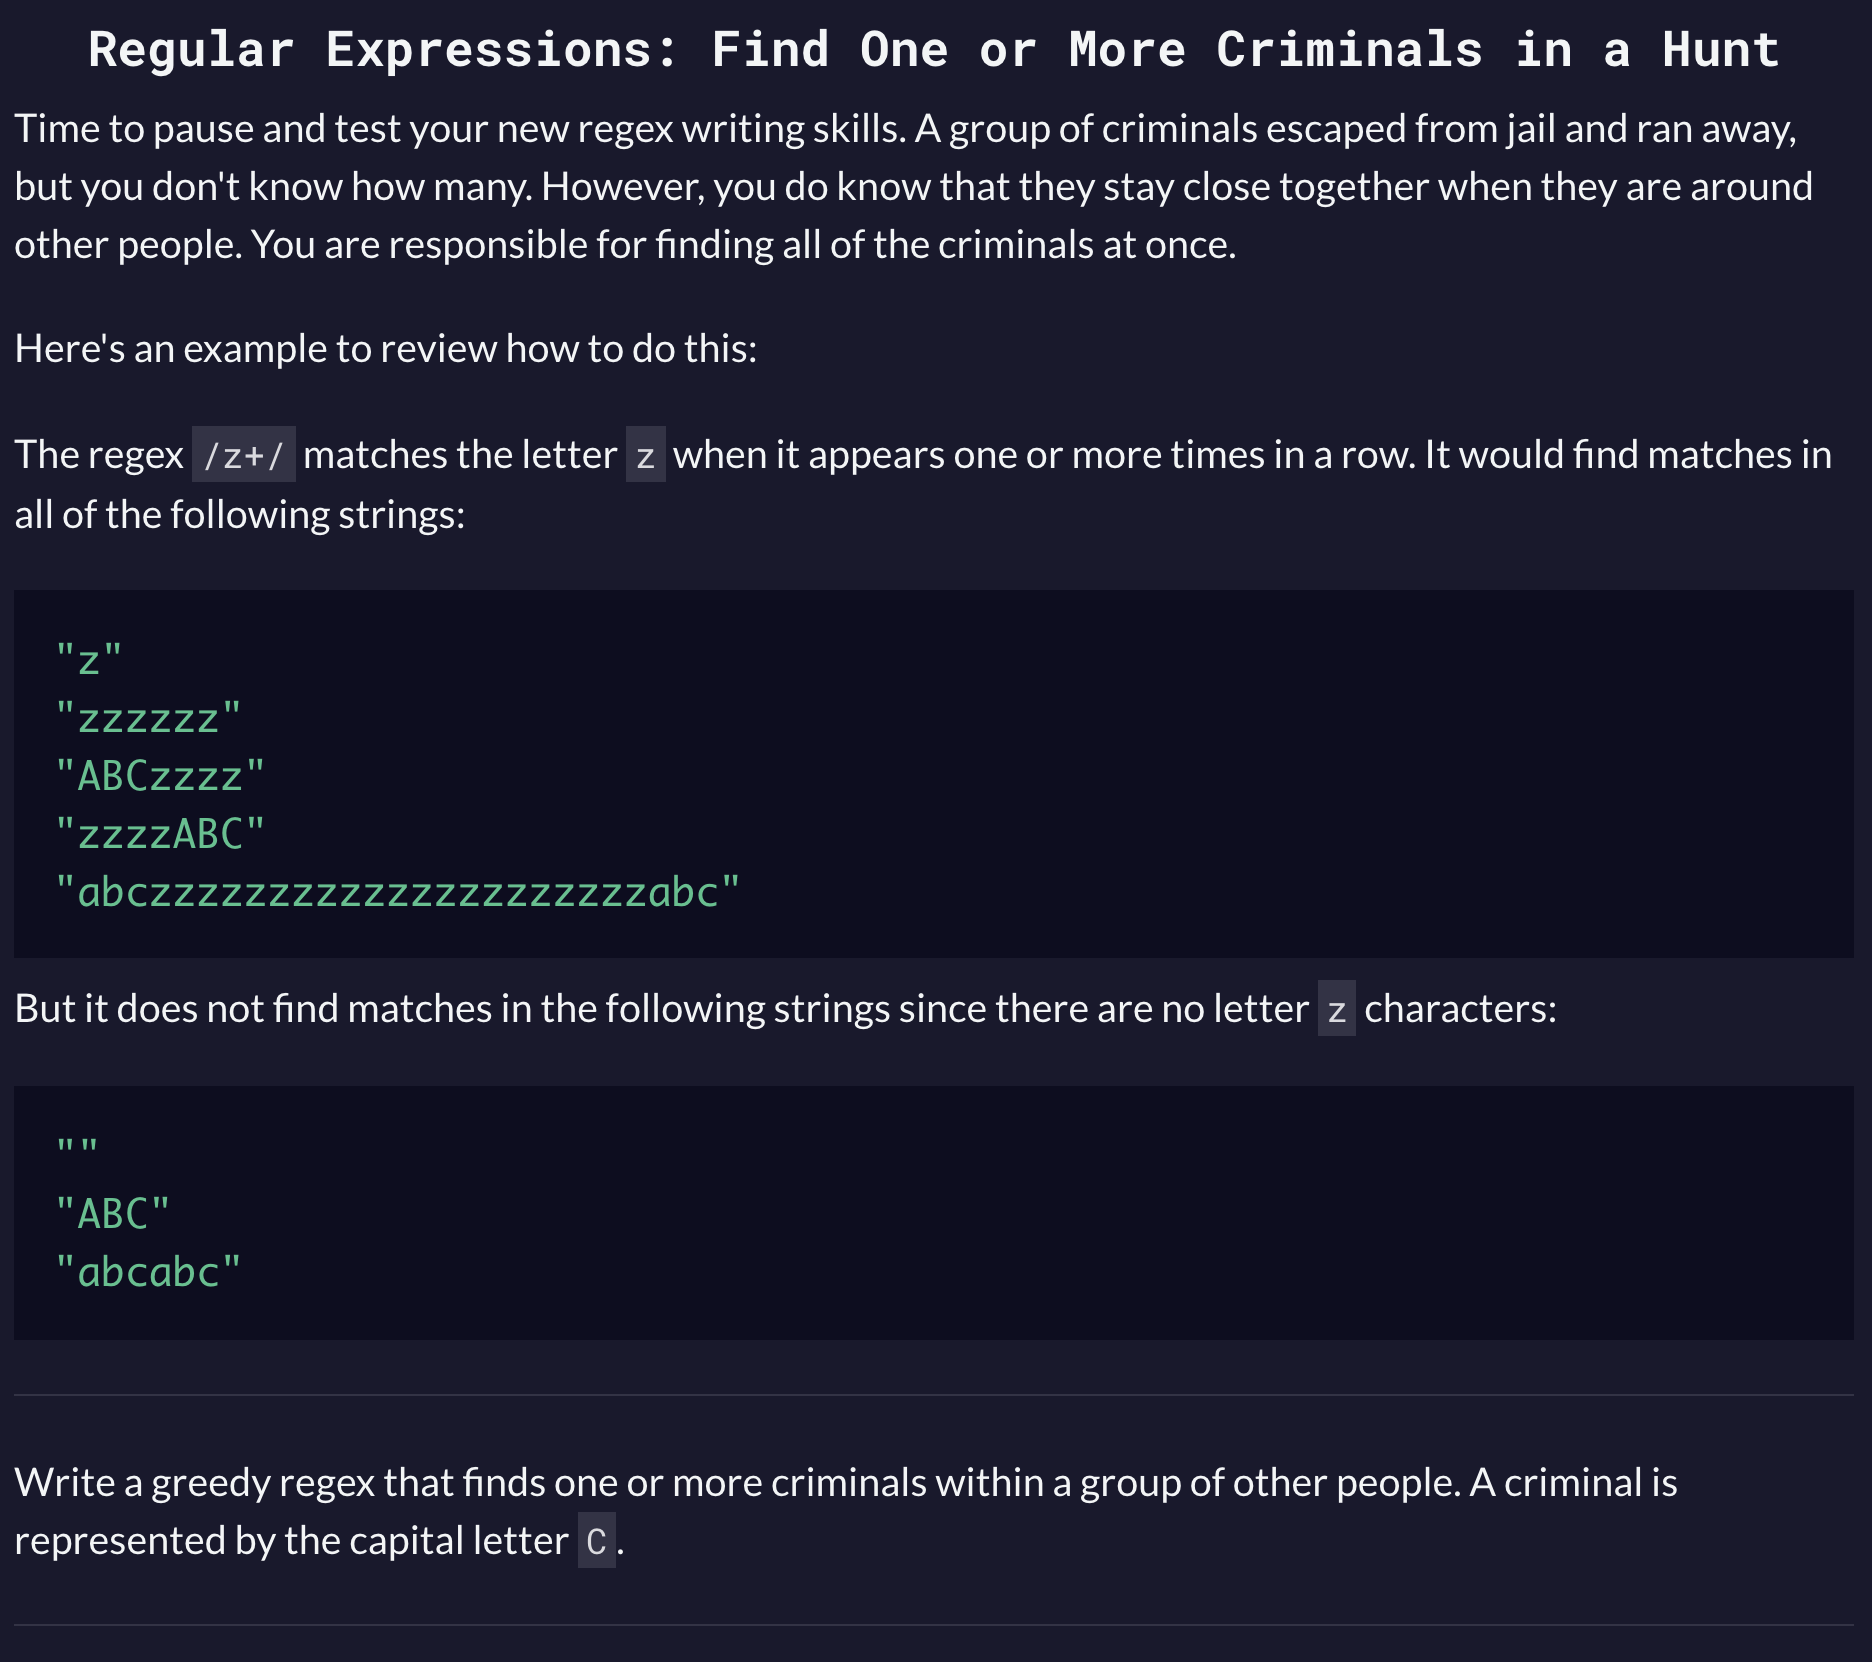 Regular Expressions: Find One or More Criminals in a Hunt
Time to pause and test your new regex writing skills. A group of criminals escaped from jail and ran away,
but you don't know how many. However, you do know that they stay close together when they are around
other people. You are responsible for finding all of the criminals at once.
Here's an example to review how to do this:
The regex /z+/ matches the letter z when it appears one or more times in a row. It would find matches in
all of the following strings:
"z"
"zzzzzz"
"ABCzzzz"
"zzzzABC"
"abczzzzzzzzzzzzzzzzzzzzzabc"
But it does not find matches in the following strings since there are no letter z characters:
""
"ABC"
"abcabc"
Write a greedy regex that finds one or more criminals within a group of other people. A criminal is
represented by the capital letter C.